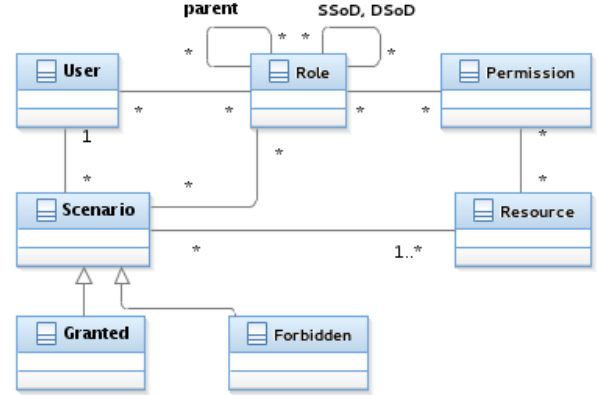 parent
SSoD, DSoD
* * * *
User
Role
Permission
* * * *
1
*
*
* *
*
Scenario
Resource
* 1..*
Granted
Forbidden